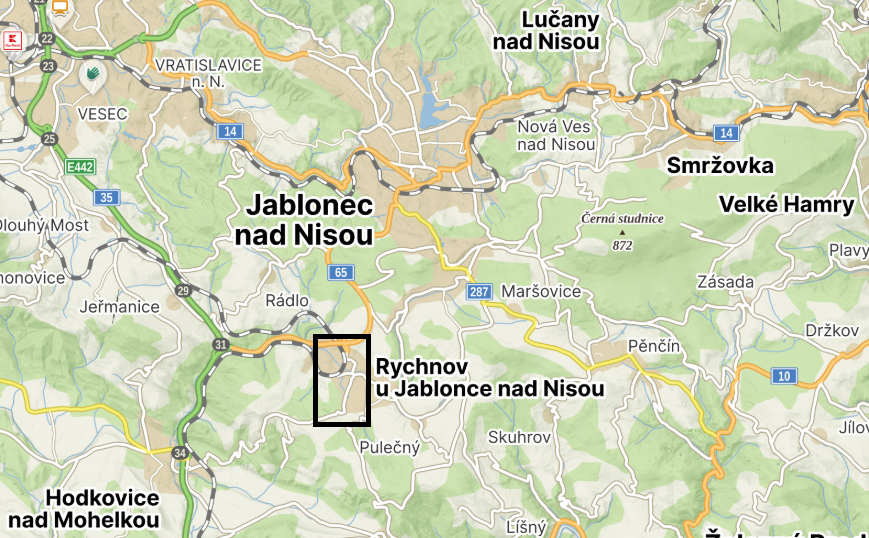 22
23
VRATISLAVICE
n. N.
Lučany
nad Nisou
VESEC
25
14
Nová Ves
nad Nisou
14
E442
35
Smržovka
Velké Hamry
Jablonec
nad Nisou
Černá studnice
872
Dlouhý Most
65
287
Maršovice
29
Rádlo
Jeřmanice
Zásada
Plavy
31
Pěnčín
Držkov
Rychnov
u Jablonce nad Nisou
10
Pulečný
Skuhrov
34
Hodkovice
nad Mohelkou
Líšný